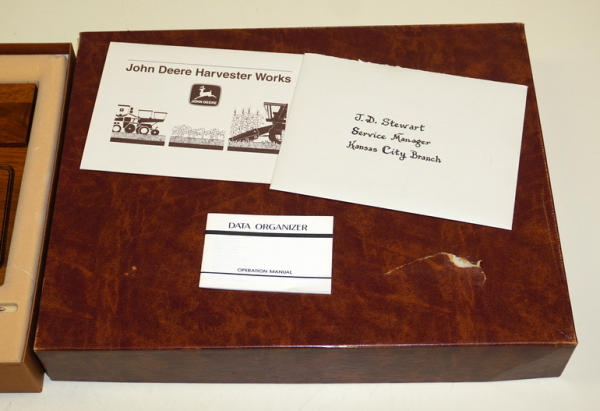 John Deere Harvester Works
JOHN DEERE
J. D. Stewart
Service Manager
Kansas City Branch
DATA ORGANIZER
OPERATION MANUAL